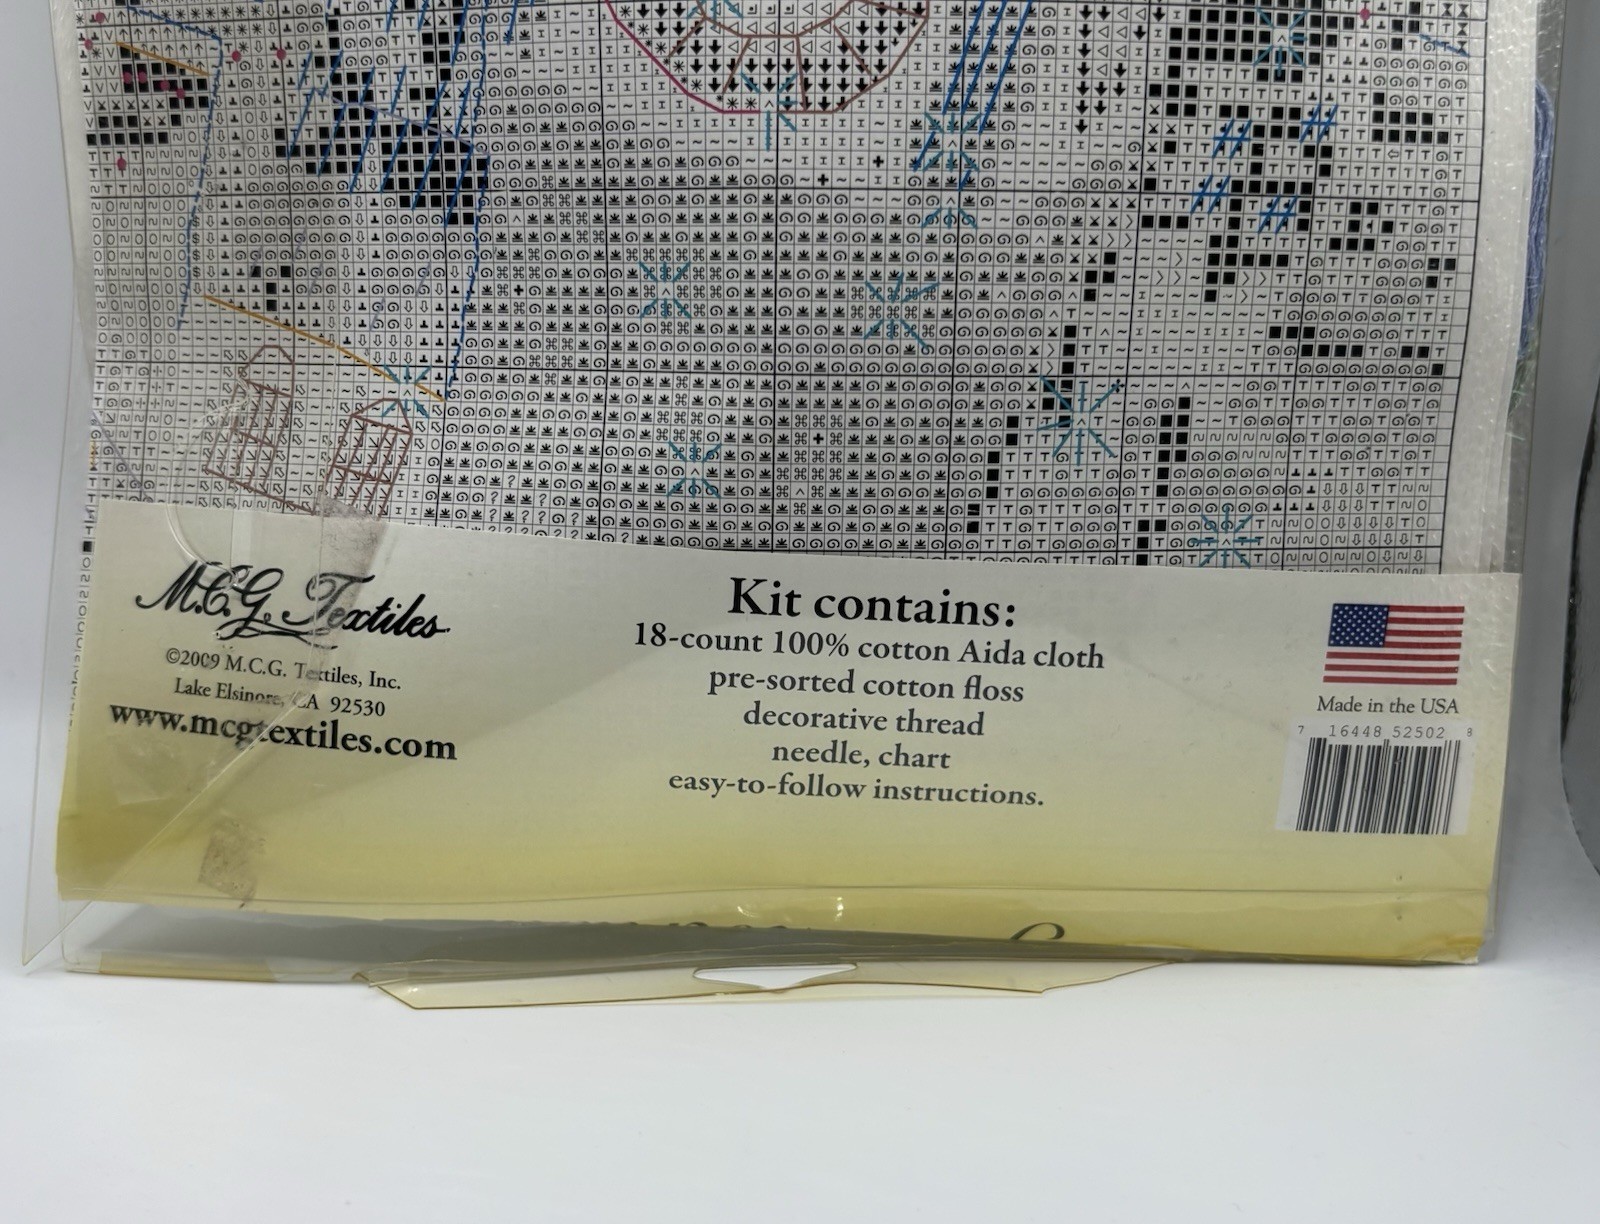 M.C.G. Textiles
©2009 M.C.G. Textiles, Inc.
Lake Elsinore, CA 92530
www.mcgtextiles.com
Kit contains:
18-count 100% cotton Aida cloth
pre-sorted cotton floss
decorative thread
needle, chart
easy-to-follow instructions.
Made in the USA
7 16448 52502 8